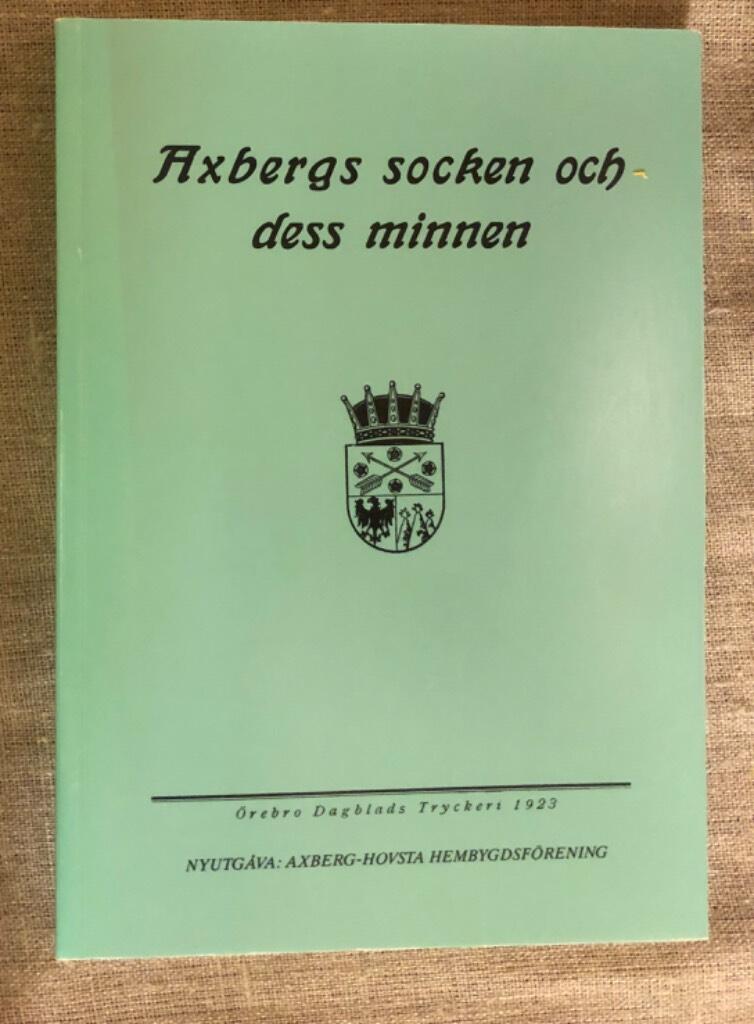 Axbergs socken och
dess minnen
Örebro Dagblads Tryckeri 1923
NYUTGÅVA: AXBERG-HOVSTA HEMBYGDSFÖRENING